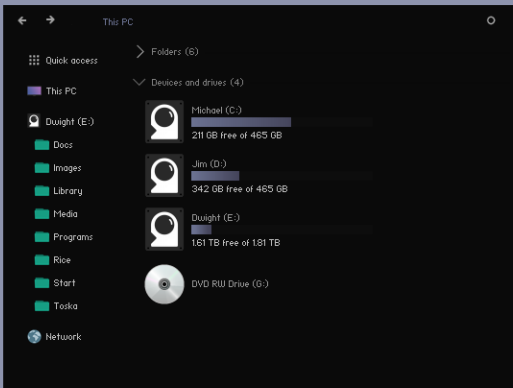 This PC
Quick access
This PC
Dwight (E:)
Docs
Images
Library
Media
Programs
Rice
Start
Toska
Network
Folders (6)
Devices and drives (4)
Michael (C:)
211 GB free of 465 GB
Jim (D:)
342 GB free of 465 GB
Dwight (E:)
1.61 TB free of 1.81 TB
DVD RW Drive (G:)